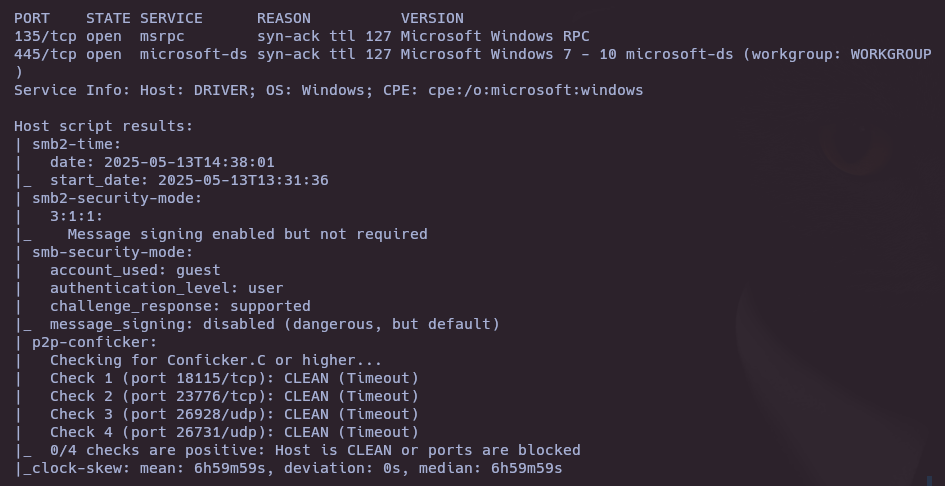 PORT    STATE SERVICE      REASON          VERSION
135/tcp open  msrpc        syn-ack ttl 127 Microsoft Windows RPC
445/tcp open  microsoft-ds syn-ack ttl 127 Microsoft Windows 7 - 10 microsoft-ds (workgroup: WORKGROUP
)
Service Info: Host: DRIVER; OS: Windows; CPE: cpe:/o:microsoft:windows

Host script results:
| smb2-time:
|   date: 2025-05-13T14:38:01
|_  start_date: 2025-05-13T13:31:36
| smb2-security-mode:
|   3:1:1:
|_    Message signing enabled but not required
| smb-security-mode:
|   account_used: guest
|   authentication_level: user
|   challenge_response: supported
|_  message_signing: disabled (dangerous, but default)
| p2p-conficker:
|   Checking for Conficker.C or higher...
|   Check 1 (port 18115/tcp): CLEAN (Timeout)
|   Check 2 (port 23776/tcp): CLEAN (Timeout)
|   Check 3 (port 26928/udp): CLEAN (Timeout)
|   Check 4 (port 26731/udp): CLEAN (Timeout)
|_  0/4 checks are positive: Host is CLEAN or ports are blocked
|_clock-skew: mean: 6h59m59s, deviation: 0s, median: 6h59m59s